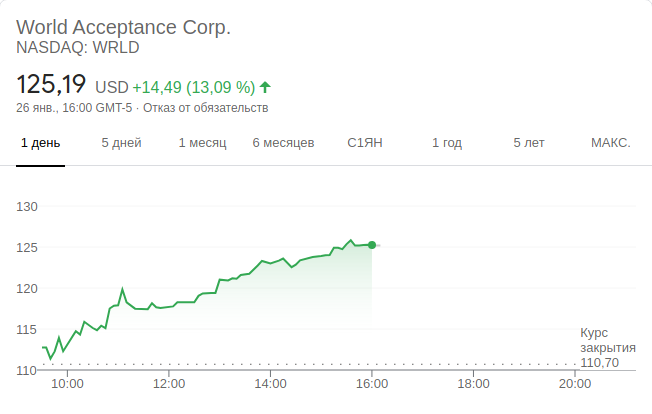 World Acceptance Corp.
NASDAQ: WRLD
125,19 USD +14,49 (13,09 %)
26 янв., 16:00 GMT-5 · Отказ от обязательств
1 день 5 дней 1 месяц 6 месяцев С1ЯН 1 год 5 лет МАКС.
130
125
120
115
110
Курс
закрытия
110,70
10:00 12:00 14:00 16:00 18:00 20:00